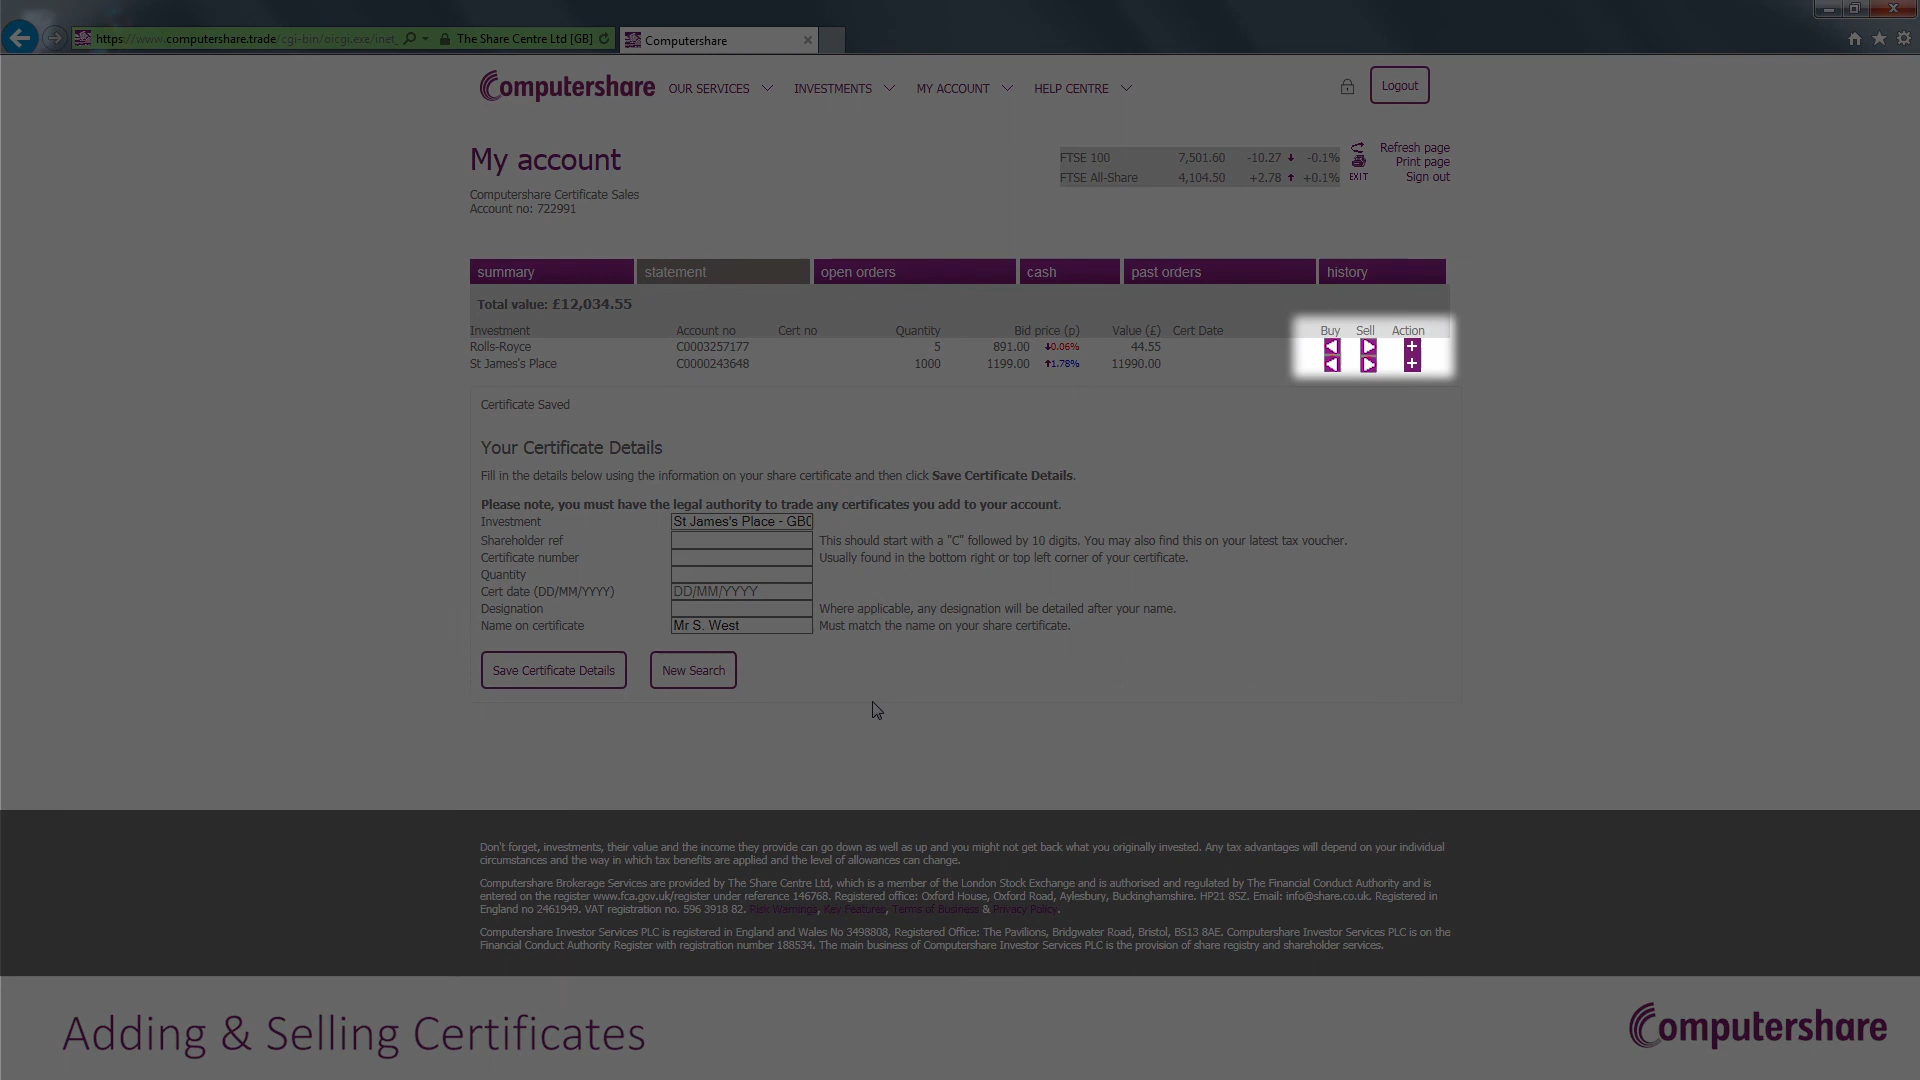 https://www.computershare.trade/cgi-bin/oicgi.exe/inet_
The Share Centre Ltd [GB]
Computershare
Computershare
OUR SERVICES
INVESTMENTS
MY ACCOUNT
HELP CENTRE
Logout
My account
Computershare Certificate Sales
Account no: 722991
FTSE 100 7,501.60 -10.27 -0.1%
FTSE All-Share 4,104.50 +2.78 +0.1%
Refresh page
Print page
EXIT Sign out
summary statement open orders cash past orders history
Total value: £12,034.55
Investment Account no Cert no Quantity Bid price (p) Value (£) Cert Date Buy Sell Action
Rolls-Royce C0003257177 5 891.00 0.06% 44.55
St James's Place C0000243648 1000 1199.00 1.78% 11990.00
Certificate Saved
Your Certificate Details
Fill in the details below using the information on your share certificate and then click Save Certificate Details.
Please note, you must have the legal authority to trade any certificates you add to your account.
Investment St James's Place - GB0
Shareholder ref This should start with a "C" followed by 10 digits. You may also find this on your latest tax voucher.
Certificate number Usually found in the bottom right or top left corner of your certificate.
Quantity
Cert date (DD/MM/YYYY) DD/MM/YYYY
Designation Where applicable, any designation will be detailed after your name.
Name on certificate Mr S. West Must match the name on your share certificate.
Save Certificate Details New Search
Don't forget, investments, their value and the income they provide can go down as well as up and you might not get back what you originally invested. Any tax advantages will depend on your individual
circumstances and the way in which tax benefits are applied and the level of allowances can change.
Computershare Brokerage Services are provided by The Share Centre Ltd, which is a member of the London Stock Exchange and is authorised and regulated by The Financial Conduct Authority and is
entered on the register www.fca.gov.uk/register under reference 146768. Registered office: Oxford House, Oxford Road, Aylesbury, Buckinghamshire. HP21 8SZ. Email: info@share.co.uk. Registered in
England no 2461949. VAT registration no. 596 3918 82. Risk Warnings, Key Features, Terms of Business & Privacy Policy.
Computershare Investor Services PLC is registered in England and Wales No 3498808, Registered Office: The Pavilions, Bridgwater Road, Bristol, BS13 8AE. Computershare Investor Services PLC is on the
Financial Conduct Authority Register with registration number 188534. The main business of Computershare Investor Services PLC is the provision of share registry and shareholder services.
Adding & Selling Certificates
Computershare